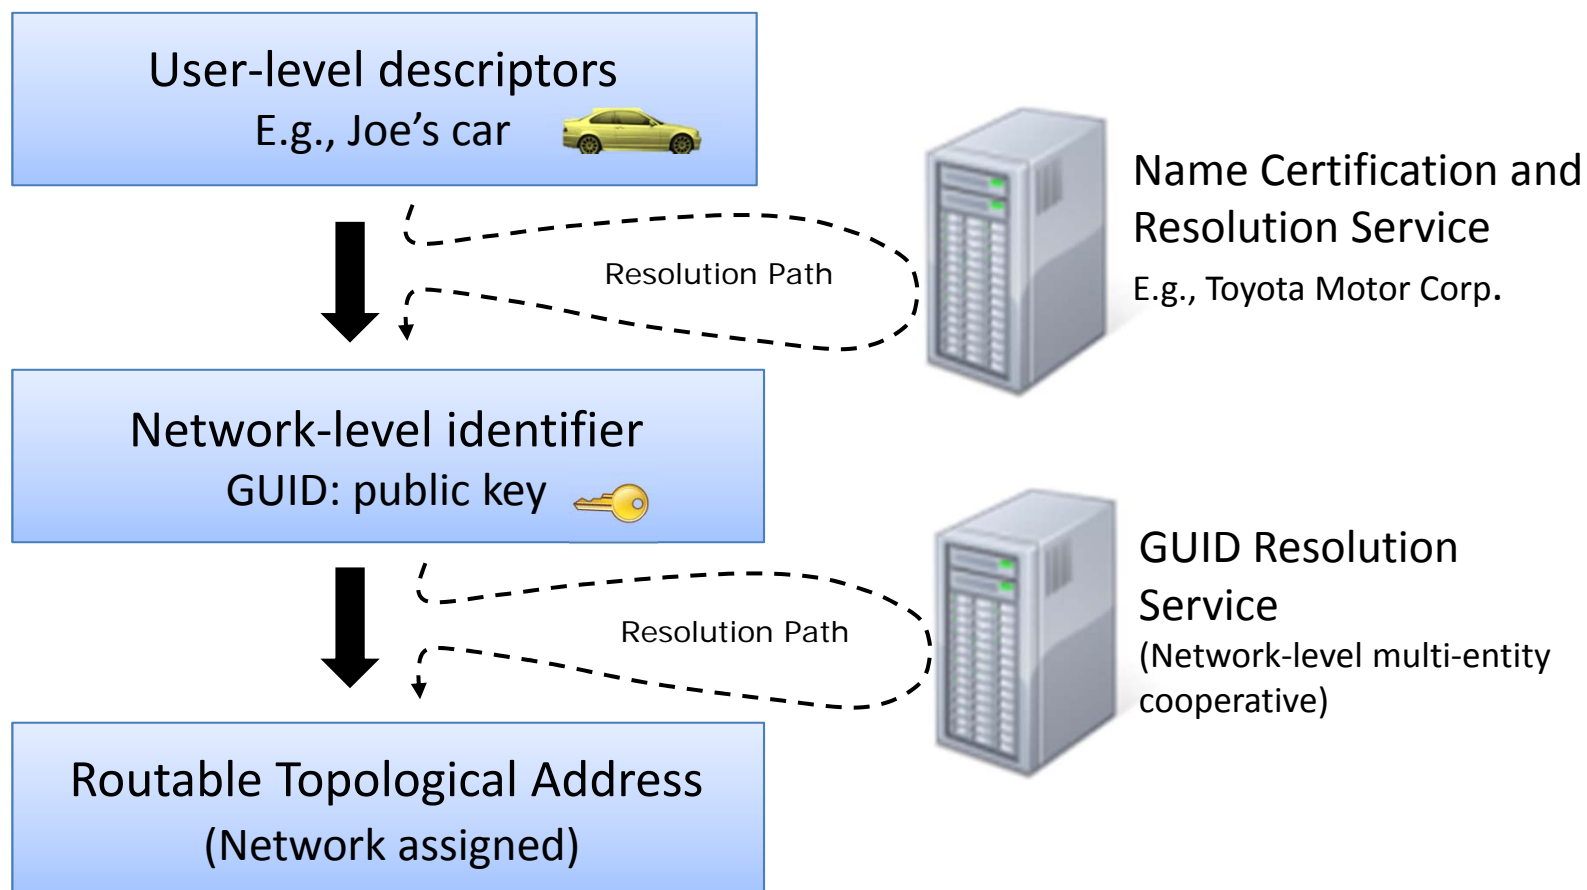 User-level descriptors
E.g., Joe’s car
Name Certification and
Resolution Service
E.g., Toyota Motor Corp.
Resolution Path
Network-level identifier
GUID: public key
GUID Resolution
Service
(Network-level multi-entity
cooperative)
Resolution Path
Routable Topological Address
(Network assigned)